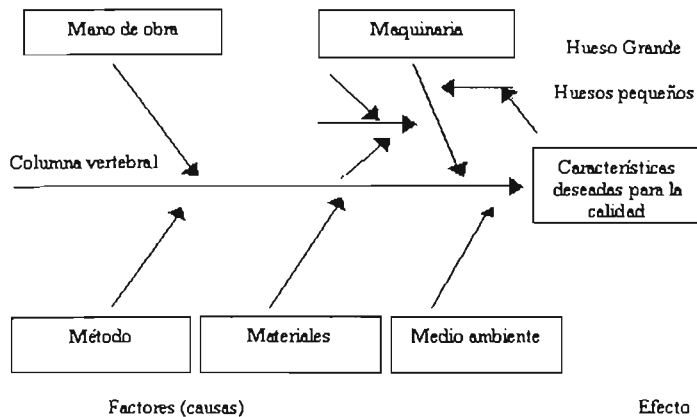 Mano de obra
Maquinaria
Hueso Grande
Huesos pequeños
Columna vertebral
Características
deseadas para la
calidad
Método
Materiales
Medio ambiente
Factores (causas)
Efecto